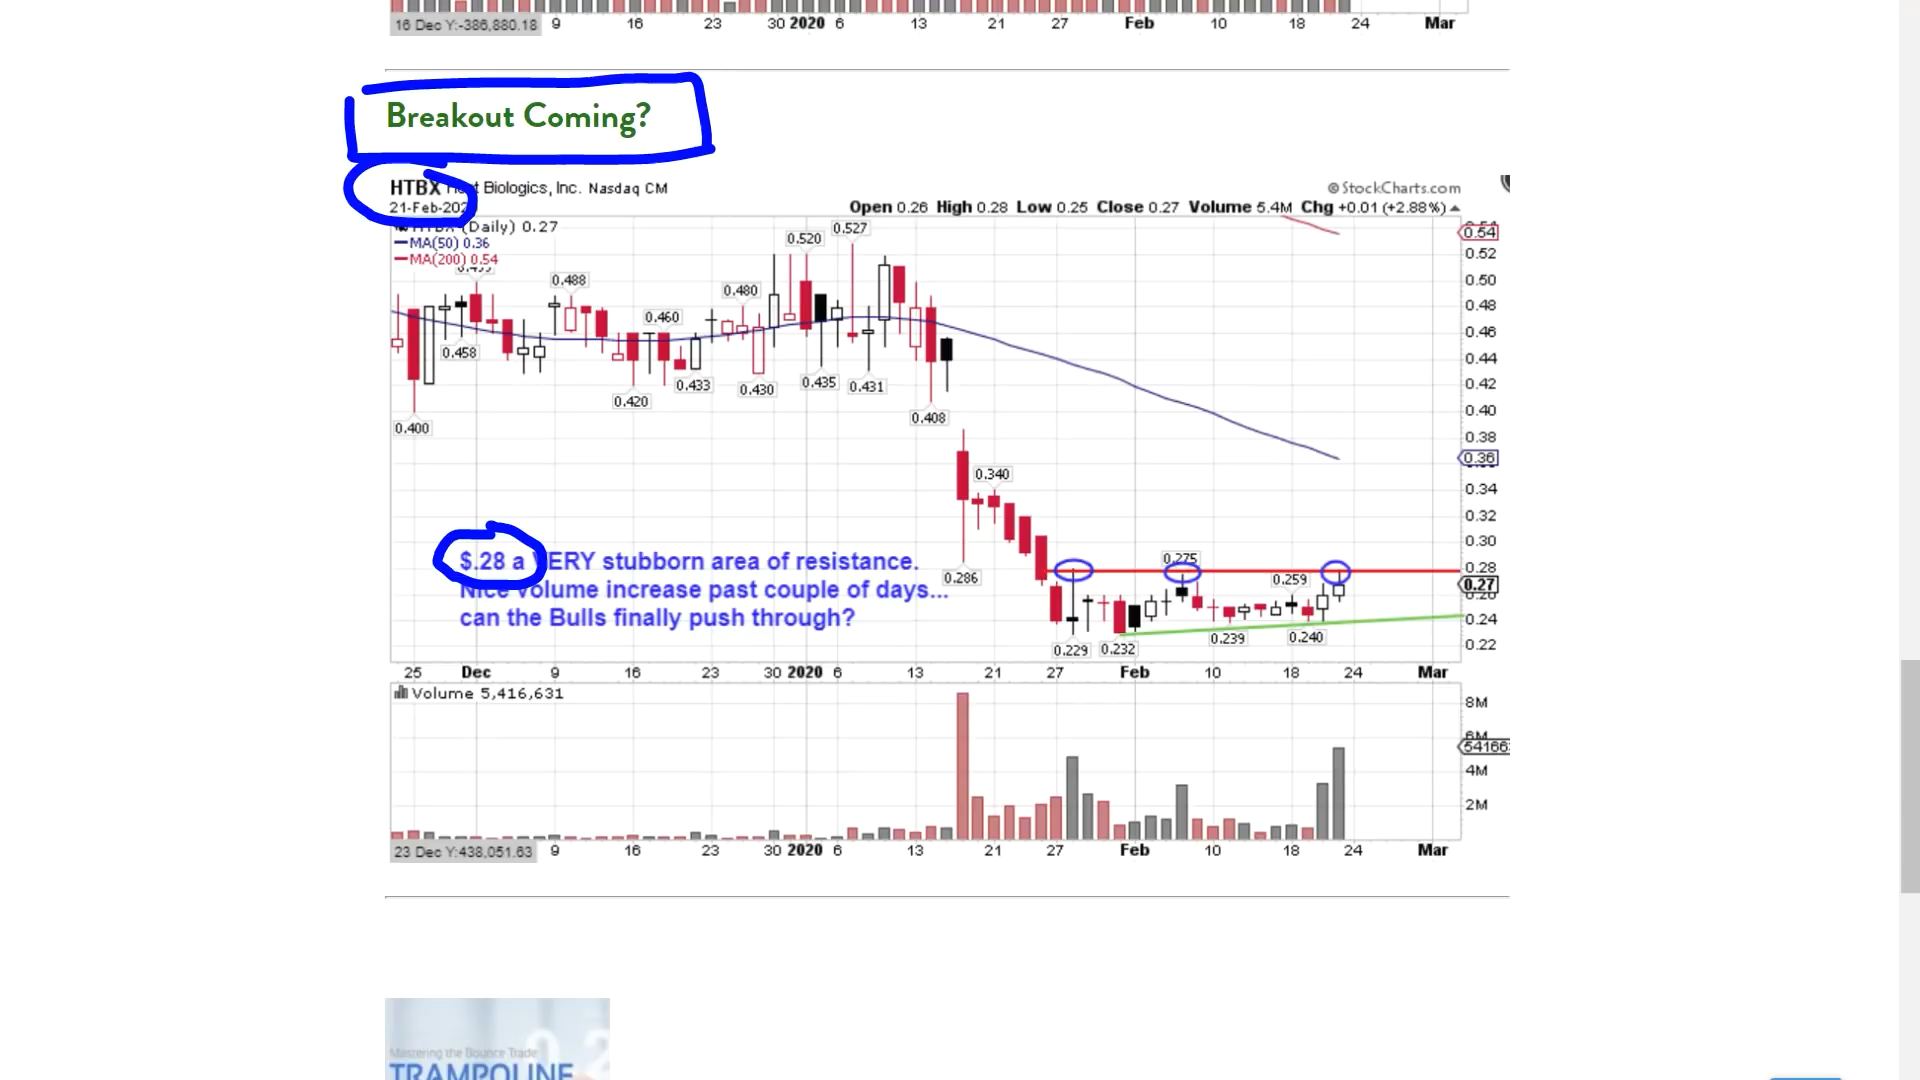 16 Dec Y:-386,880.18 9 16 23 30 2020 6 13 21 27 Feb 10 18 24 Mar
Breakout Coming?
HTBX Biologics, Inc. Nasdaq CM
© StockCharts.com
21-Feb-202
Open 0.26 High 0.28 Low 0.25 Close 0.27 Volume 5.4M Chg +0.01 (+2.88%)
HTBX (Daily) 0.27
MA(50) 0.36
MA(200) 0.54
0.520
0.527
0.488
0.480
0.460
0.458
0.433
0.430
0.435
0.431
0.420
0.408
0.400
0.340
0.286
0.275
0.259
0.239
0.240
0.229
0.232
0.54
0.52
0.50
0.48
0.46
0.44
0.42
0.40
0.38
0.36
0.34
0.32
0.30
0.28
0.27
0.24
0.22
$.28 a VERY stubborn area of resistance.
Nice volume increase past couple of days...
can the Bulls finally push through?
25 Dec 9 16 23 30 2020 6 13 21 27 Feb 10 18 24 Mar
Volume 5,416,631
8M
6M
4M
2M
23 Dec Y:438,051.63 9 16 23 30 2020 6 13 21 27 Feb 10 18 24 Mar
Mastering the Bounce Trade
TRAMPOLINE